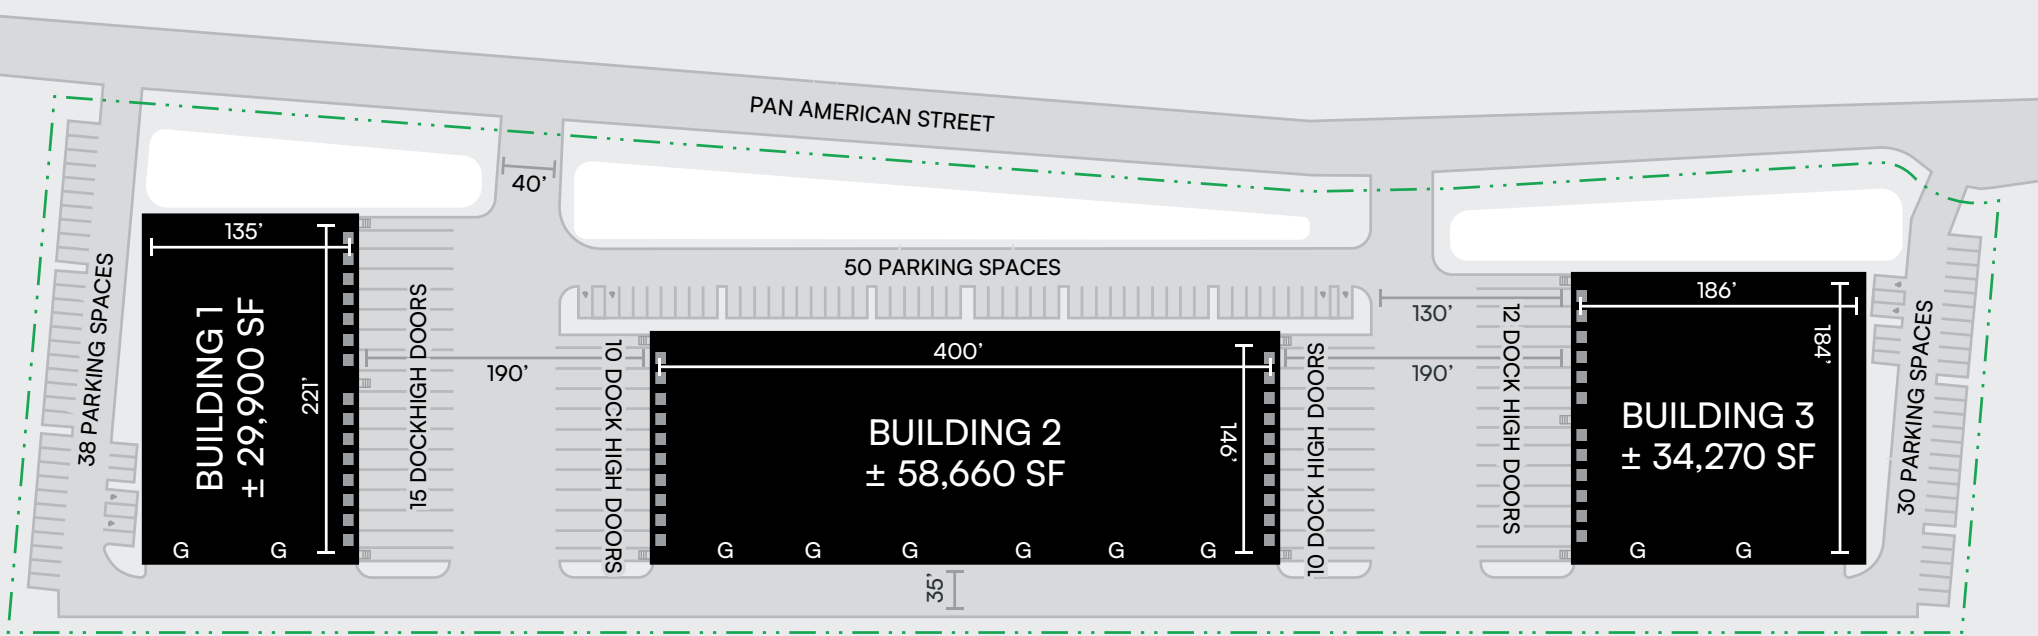 PAN AMERICAN STREET
40'
38 PARKING SPACES
135'
BUILDING 1
± 29,900 SF
221'
G
G
15 DOCKHIGH DOORS
190'
50 PARKING SPACES
10 DOCK HIGH DOORS
400'
BUILDING 2
± 58,660 SF
146'
G
G
G
G
G
G
35'
10 DOCK HIGH DOORS
130'
190'
12 DOCK HIGH DOORS
186'
184'
BUILDING 3
± 34,270 SF
G
G
30 PARKING SPACES